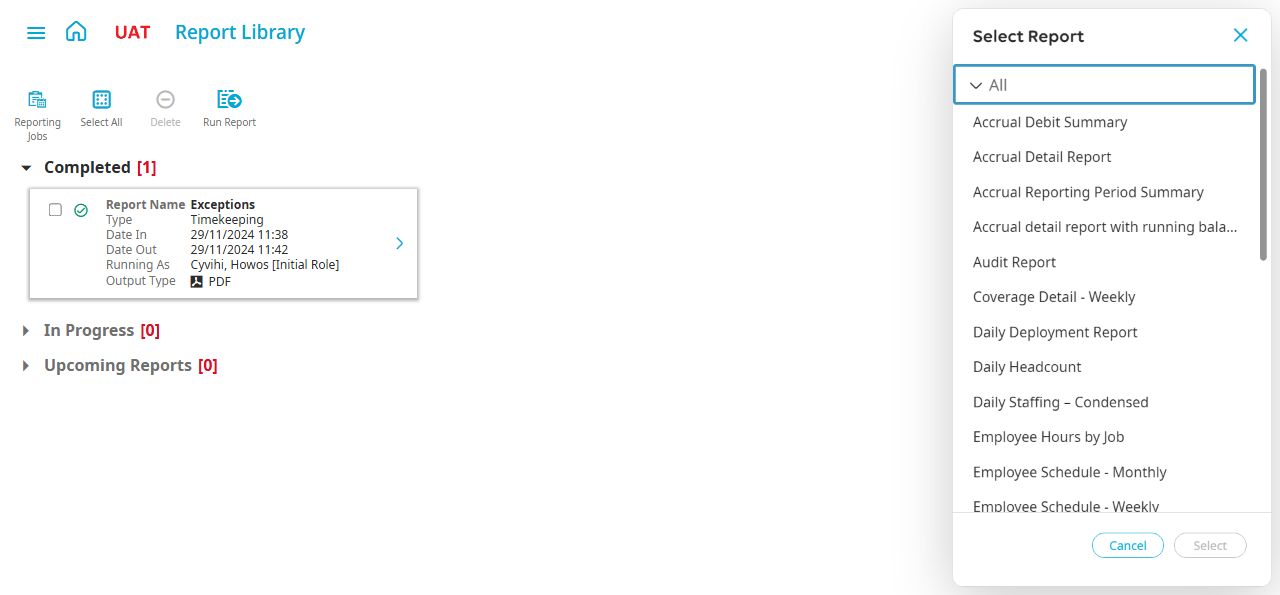 UAT Report Library
Reporting Jobs
Select All
Delete
Run Report
Completed [1]
Report Name Exceptions
Type Timekeeping
Date In 29/11/2024 11:38
Date Out 29/11/2024 11:42
Running As Cyvihi, Howos [Initial Role]
Output Type PDF
In Progress [0]
Upcoming Reports [0]
Select Report
All
Accrual Debit Summary
Accrual Detail Report
Accrual Reporting Period Summary
Accrual detail report with running bala...
Audit Report
Coverage Detail - Weekly
Daily Deployment Report
Daily Headcount
Daily Staffing – Condensed
Employee Hours by Job
Employee Schedule - Monthly
Employee Schedule - Weekly
Cancel Select